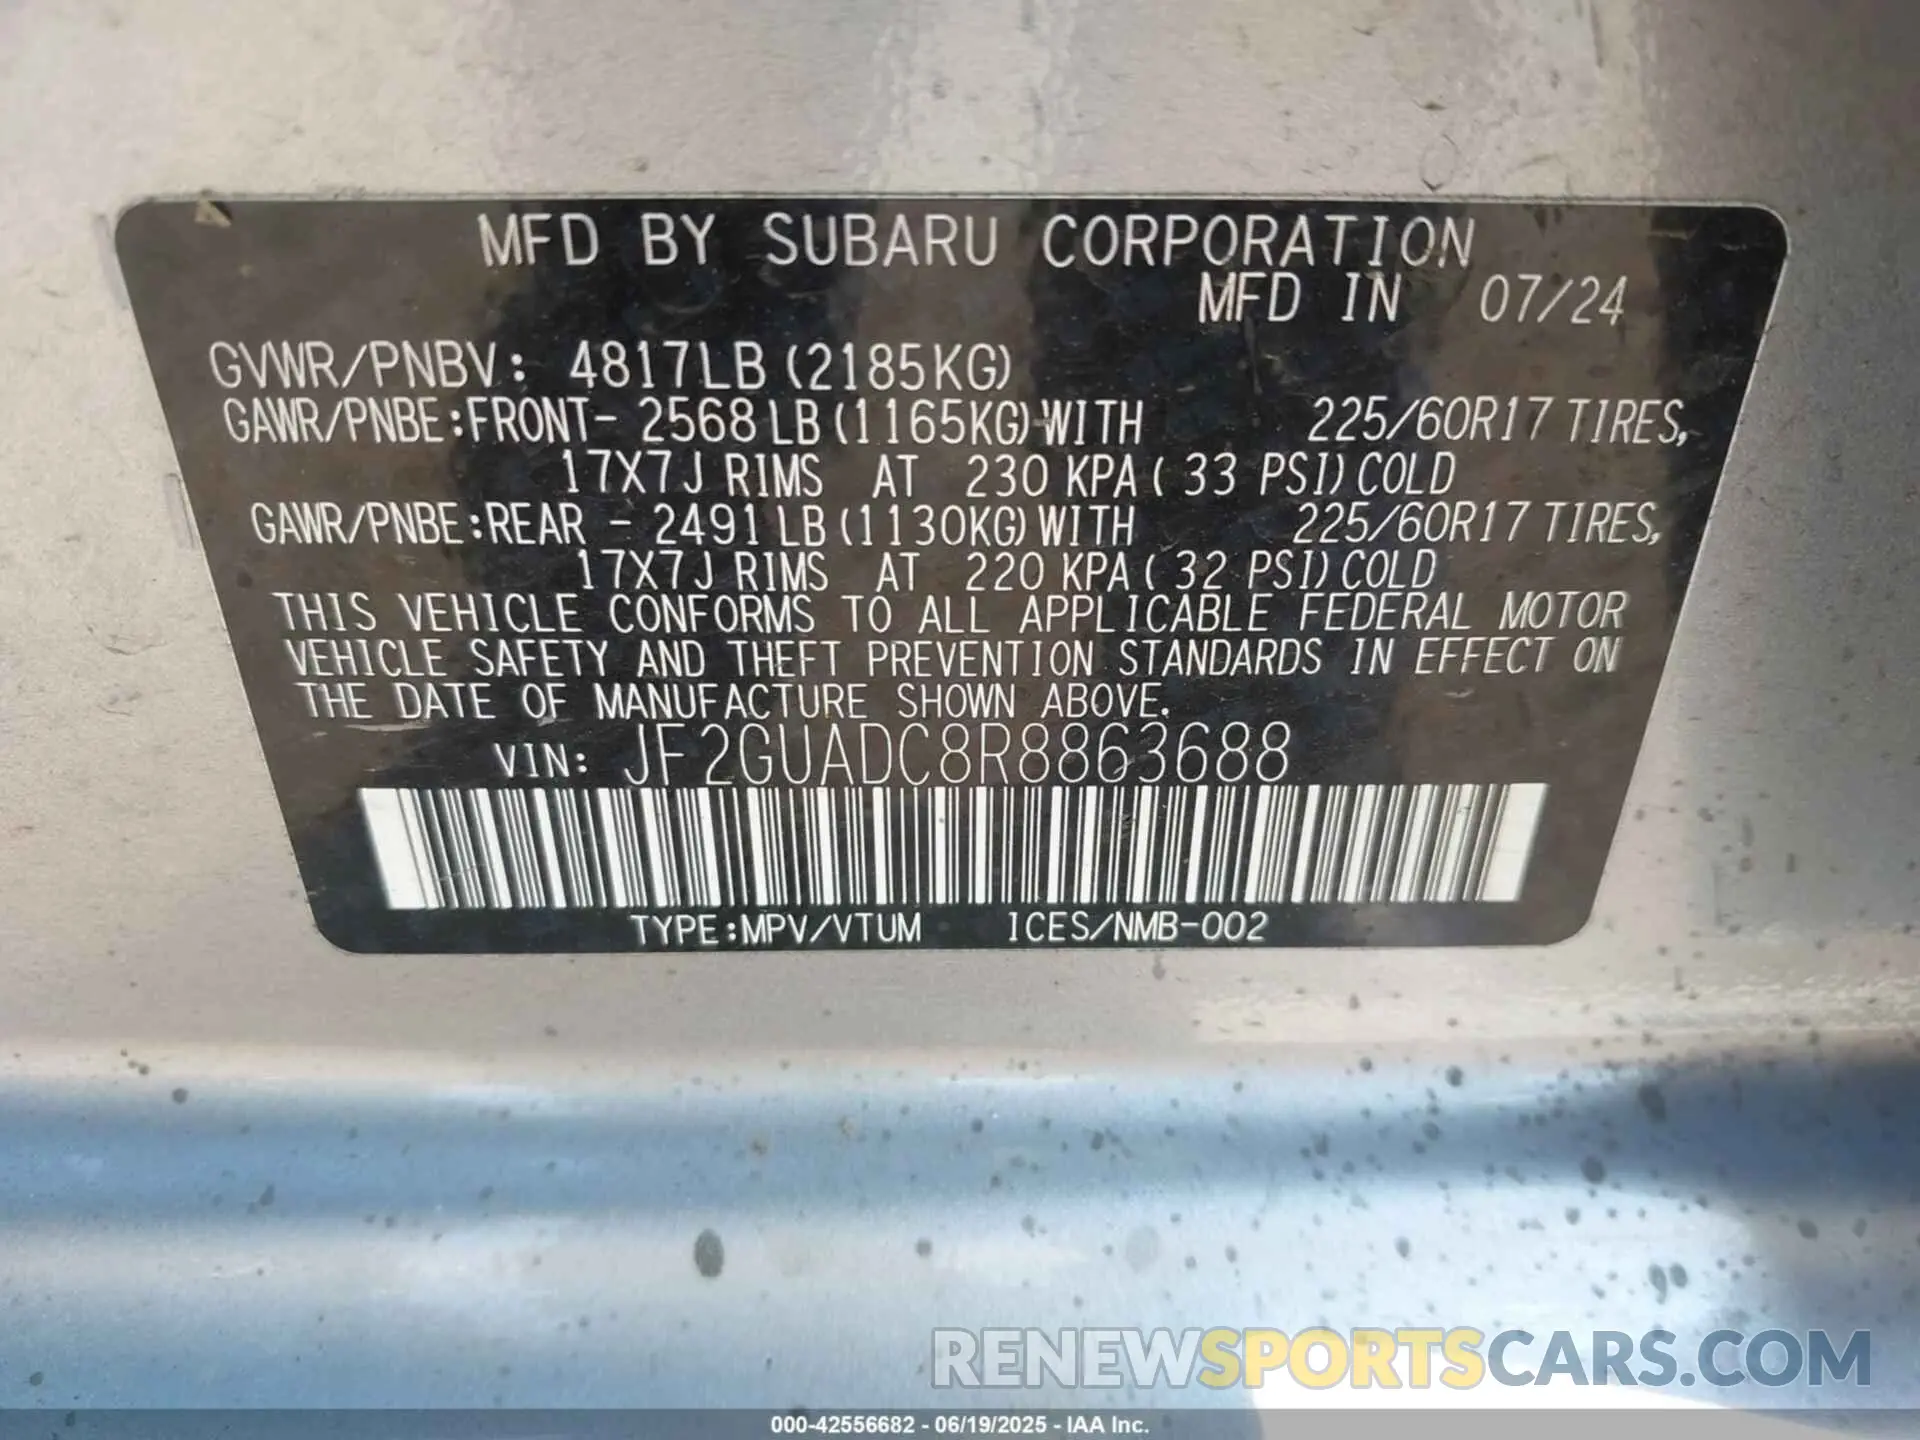 MFD BY SUBARU CORPORATION
MFD IN 07/24
GVWR/PNBV: 4817LB (2185KG)
GAWR/PNBE:FRONT- 2568 LB (1165KG) WITH 225/60R17 TIRES,
17X7J RIMS AT 230 KPA ( 33 PSI) COLD
GAWR/PNBE:REAR - 2491 LB (1130KG) WITH 225/60R17 TIRES,
17X7J RIMS AT 220 KPA ( 32 PSI) COLD
THIS VEHICLE CONFORMS TO ALL APPLICABLE FEDERAL MOTOR
VEHICLE SAFETY AND THEFT PREVENTION STANDARDS IN EFFECT ON
THE DATE OF MANUFACTURE SHOWN ABOVE.
VIN: JF2GUADC8R8863688
TYPE:MPV/VTUM ICES/NMB-002
RENEWSPORTSCARS.COM
000-42556682 - 06/19/2025 - IAA Inc.